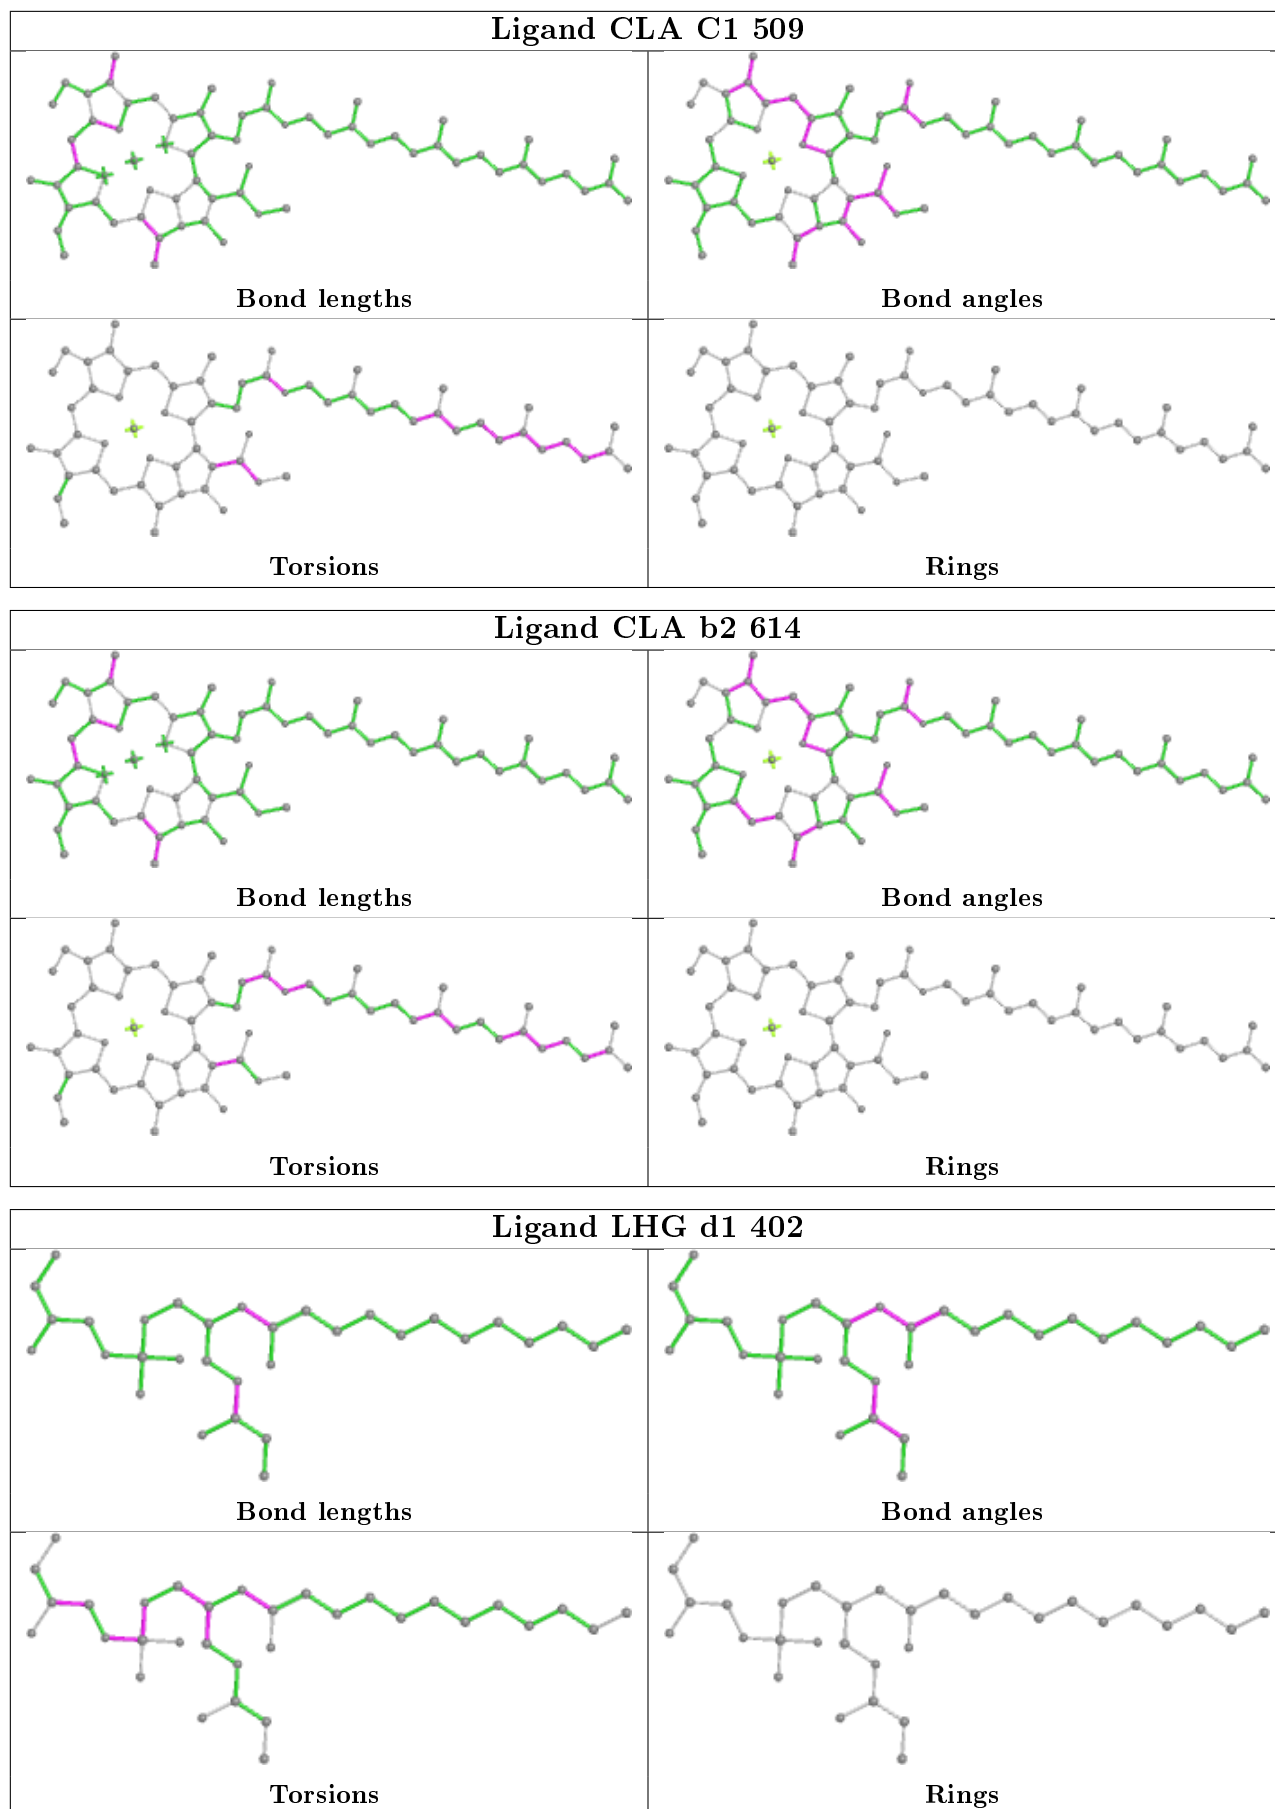 Ligand CLA C1 509
Bond lengths
Bond angles
Torsions
Rings
Ligand CLA b2 614
Bond lengths
Bond angles
Torsions
Rings
Ligand LHG d1 402
Bond lengths
Bond angles
Torsions
Rings